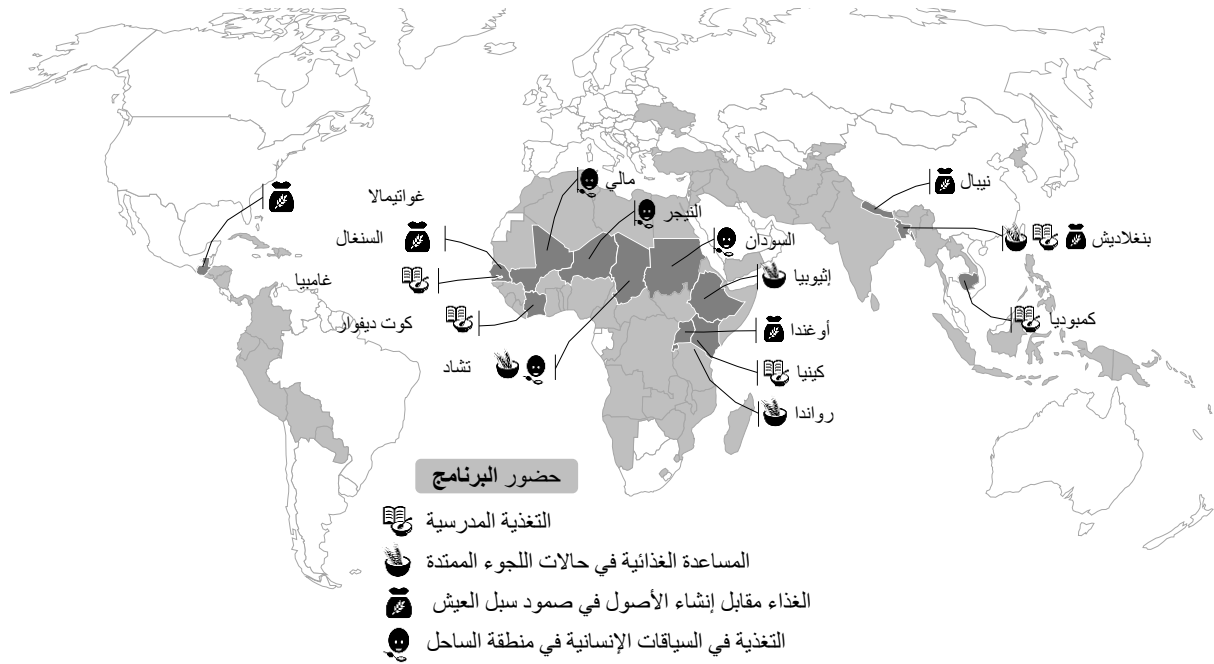 مالي
النيجر
السودان
إثيوبيا
أوغندا
كينيا
رواندا
نيبال
بنغلاديش
كمبوديا
غواتيمالا
السنغال
غامبيا
كوت ديفوار
تشاد
حضور البرنامج
التغذية المدرسية
المساعدة الغذائية في حالات اللجوء الممتدة
الغذاء مقابل إنشاء الأصول في صمود سبل العيش
التغذية في السياقات الإنسانية في منطقة الساحل